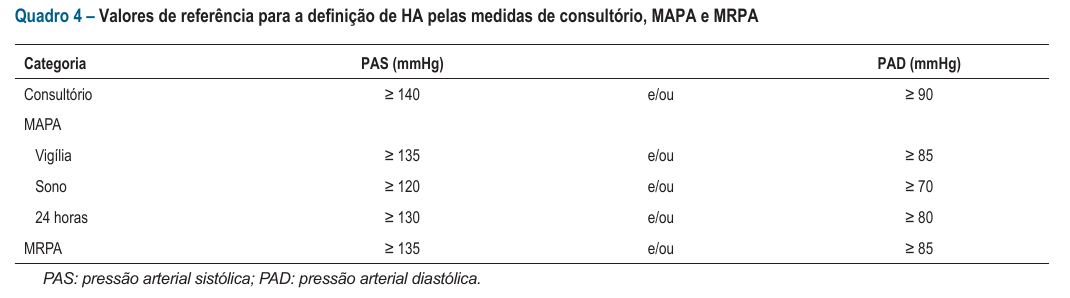 Quadro 4 – Valores de referência para a definição de HA pelas medidas de consultório, MAPA e MRPA
Categoria PAS (mmHg) PAD (mmHg)
Consultório ≥ 140 e/ou ≥ 90
MAPA
Vigília ≥ 135 e/ou ≥ 85
Sono ≥ 120 e/ou ≥ 70
24 horas ≥ 130 e/ou ≥ 80
MRPA ≥ 135 e/ou ≥ 85
PAS: pressão arterial sistólica; PAD: pressão arterial diastólica.